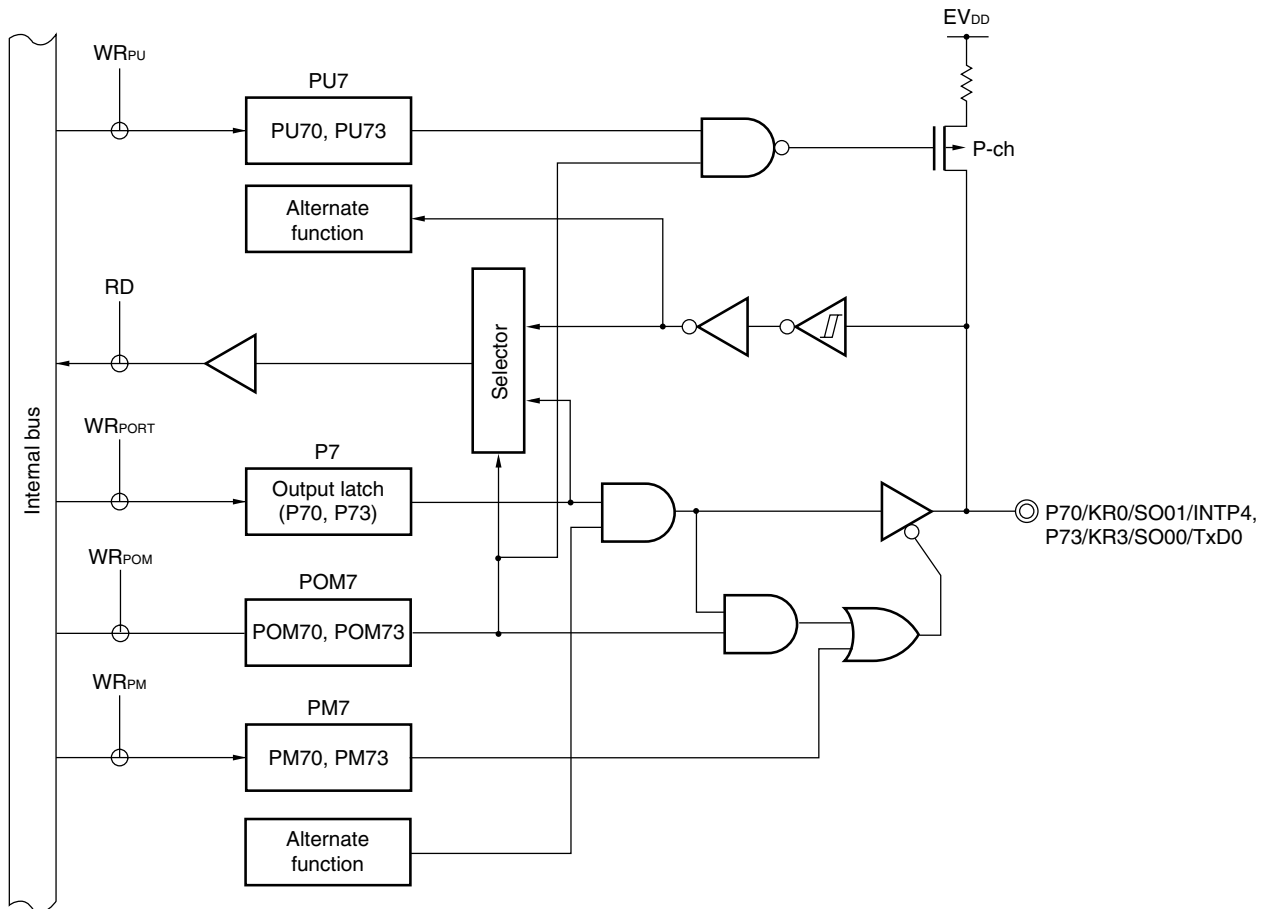 EVDD
WRPU
PU7
PU70, PU73
P-ch
Alternate
function
RD
Selector
Internal bus
WRPORT
P7
Output latch
(P70, P73)
P70/KR0/SO01/INTP4,
P73/KR3/SO00/TxD0
WRPOM
POM7
POM70, POM73
WRPM
PM7
PM70, PM73
Alternate
function